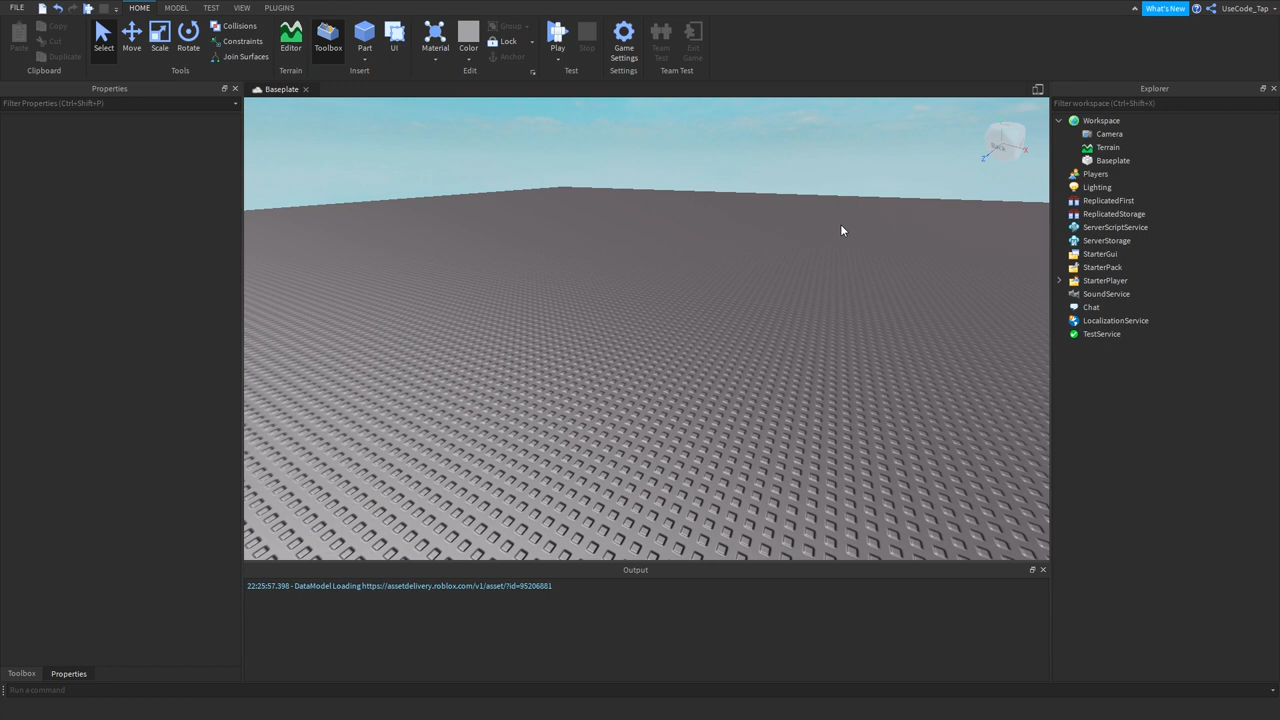 FILE HOME MODEL TEST VIEW PLUGINS What's New UseCode_Tap
Paste Copy Cut Duplicate Clipboard
Select Move Scale Rotate Collisions Constraints Join Surfaces Tools
Editor Terrain
Toolbox Part UI Insert
Material Color Group Lock Anchor Edit
Play Stop Test
Game Settings Settings
Team Test Exit Game Team Test
Properties
Filter Properties (Ctrl+Shift+P)
Baseplate
Back
X
Z
Explorer
Filter workspace (Ctrl+Shift+X)
Workspace
Camera
Terrain
Baseplate
Players
Lighting
ReplicatedFirst
ReplicatedStorage
ServerScriptService
ServerStorage
StarterGui
StarterPack
StarterPlayer
SoundService
Chat
LocalizationService
TestService
Output
22:25:57.398 - DataModel Loading https://assetdelivery.roblox.com/v1/asset/?id=95206881
Toolbox Properties
Run a command